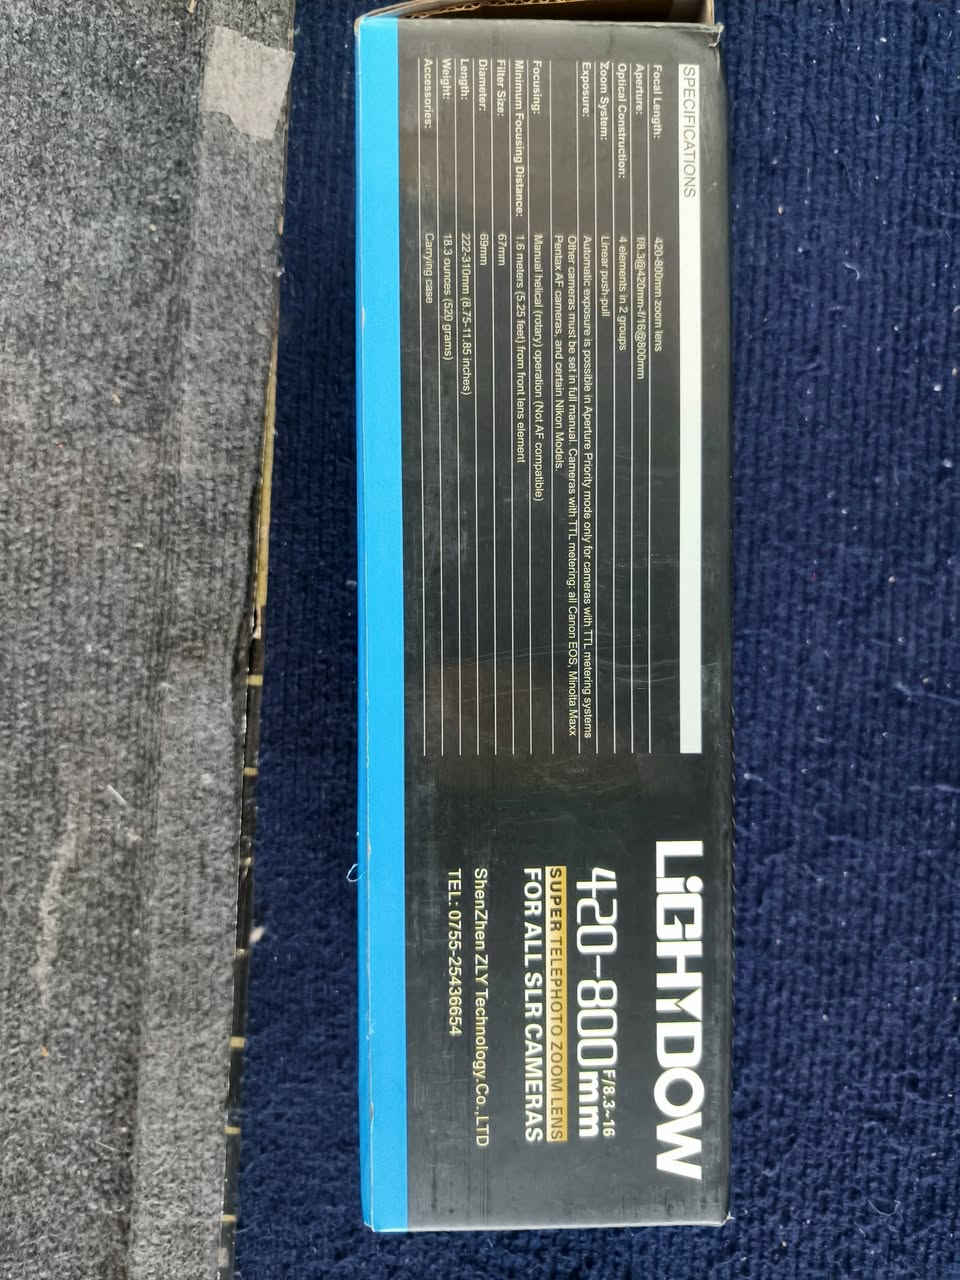 SPECIFICATIONS
Focal Length: 420-800mm zoom lens
Aperture: f/8.3@420mm-f/16@800mm
Optical Construction: 4 elements in 2 groups
Zoom System: Linear push-pull
Exposure: Automatic exposure is possible in Aperture Priority mode only for cameras with TTL metering systems
Other cameras must be set in full manual. Cameras with TTL metering: all Canon EOS, Minolta Maxx
Pentax AF cameras, and certain Nikon Models.
Focusing: Manual helical (rotary) operation (Not AF compatible)
Minimum Focusing Distance: 1.6 meters (5.25 feet) from front lens element
Filter Size: 67mm
Diameter: 69mm
Length: 222-310mm (8.75-11.85 inches)
Weight: 18.3 ounces (520 grams)
Accessories: Carrying case
LiGHTDOW
420-800mm F/8.3~16
SUPER TELEPHOTO ZOOM LENS
FOR ALL SLR CAMERAS
ShenZhen ZLY Technology.Co.,LTD
TEL: 0755-25436654